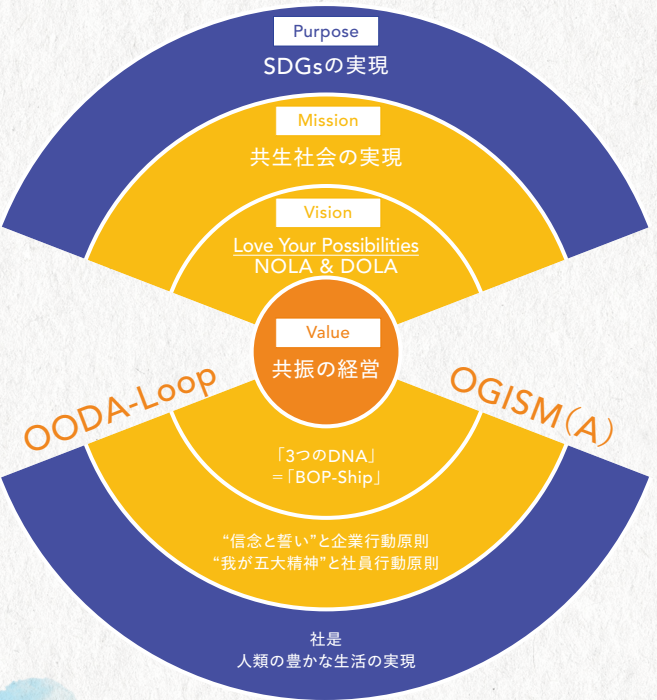 Purpose
SDGsの実現
Mission
共生社会の実現
Vision
Love Your Possibilities
NOLA & DOLA
Value
共振の経営
OODA-Loop
OGISM(A)
「3つのDNA」
=「BOP-Ship」
“信念と誓い”と企業行動原則
“我が五大精神”と社員行動原則
社是
人類の豊かな生活の実現